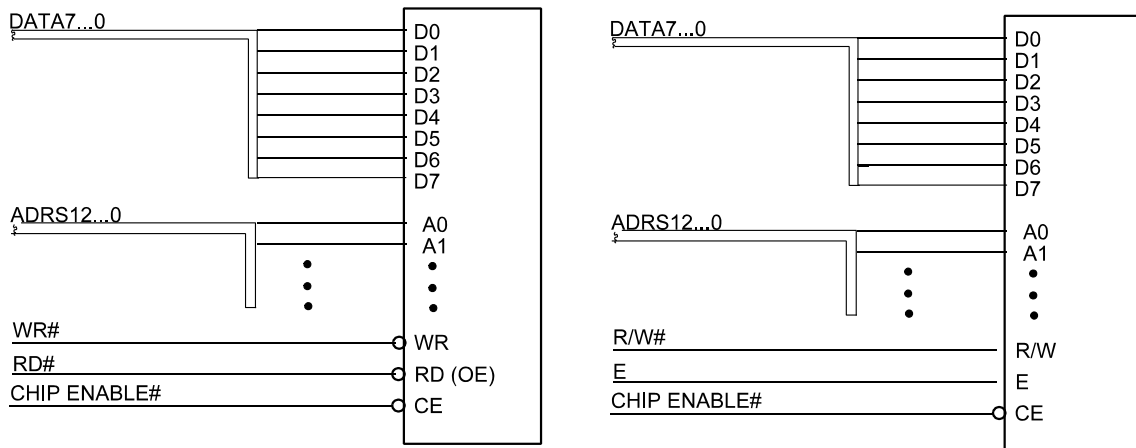 DATA7...0
D0
D1
D2
D3
D4
D5
D6
D7
ADRS12...0
A0
A1
WR#
WR
RD#
RD (OE)
CHIP ENABLE#
CE
DATA7...0
D0
D1
D2
D3
D4
D5
D6
D7
ADRS12...0
A0
A1
R/W#
R/W
E
E
CHIP ENABLE#
CE